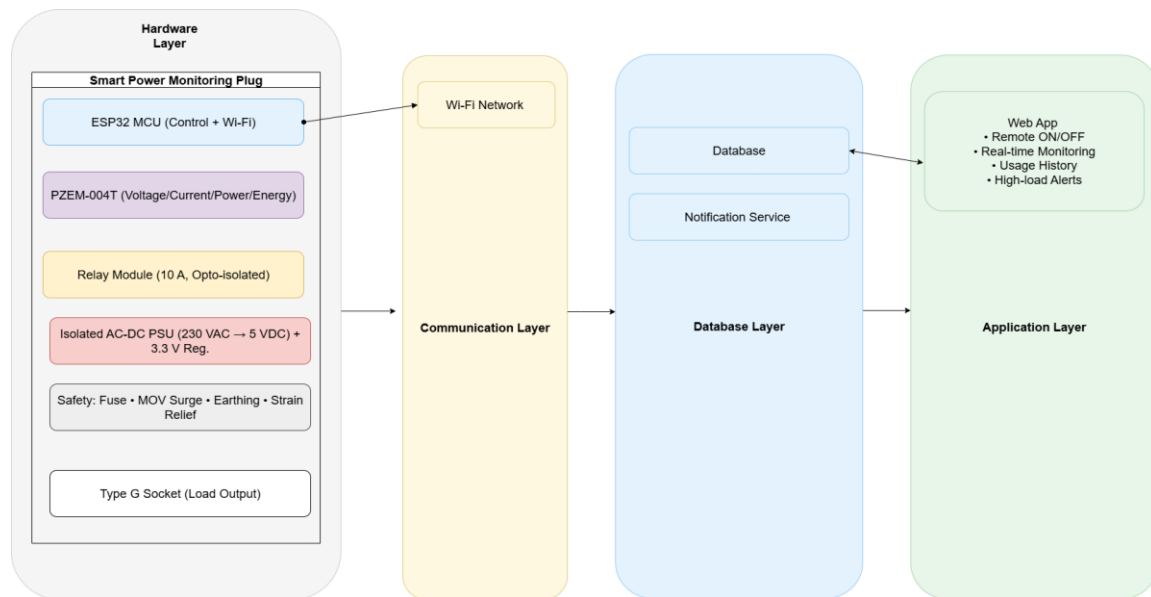 Hardware
Layer
Smart Power Monitoring Plug
ESP32 MCU (Control + Wi-Fi)
PZEM-004T (Voltage/Current/Power/Energy)
Relay Module (10 A, Opto-isolated)
Isolated AC-DC PSU (230 VAC → 5 VDC) +
3.3 V Reg.
Safety: Fuse • MOV Surge • Earthing • Strain
Relief
Type G Socket (Load Output)
Wi-Fi Network
Communication Layer
Database
Notification Service
Database Layer
Web App
• Remote ON/OFF
• Real-time Monitoring
• Usage History
• High-load Alerts
Application Layer